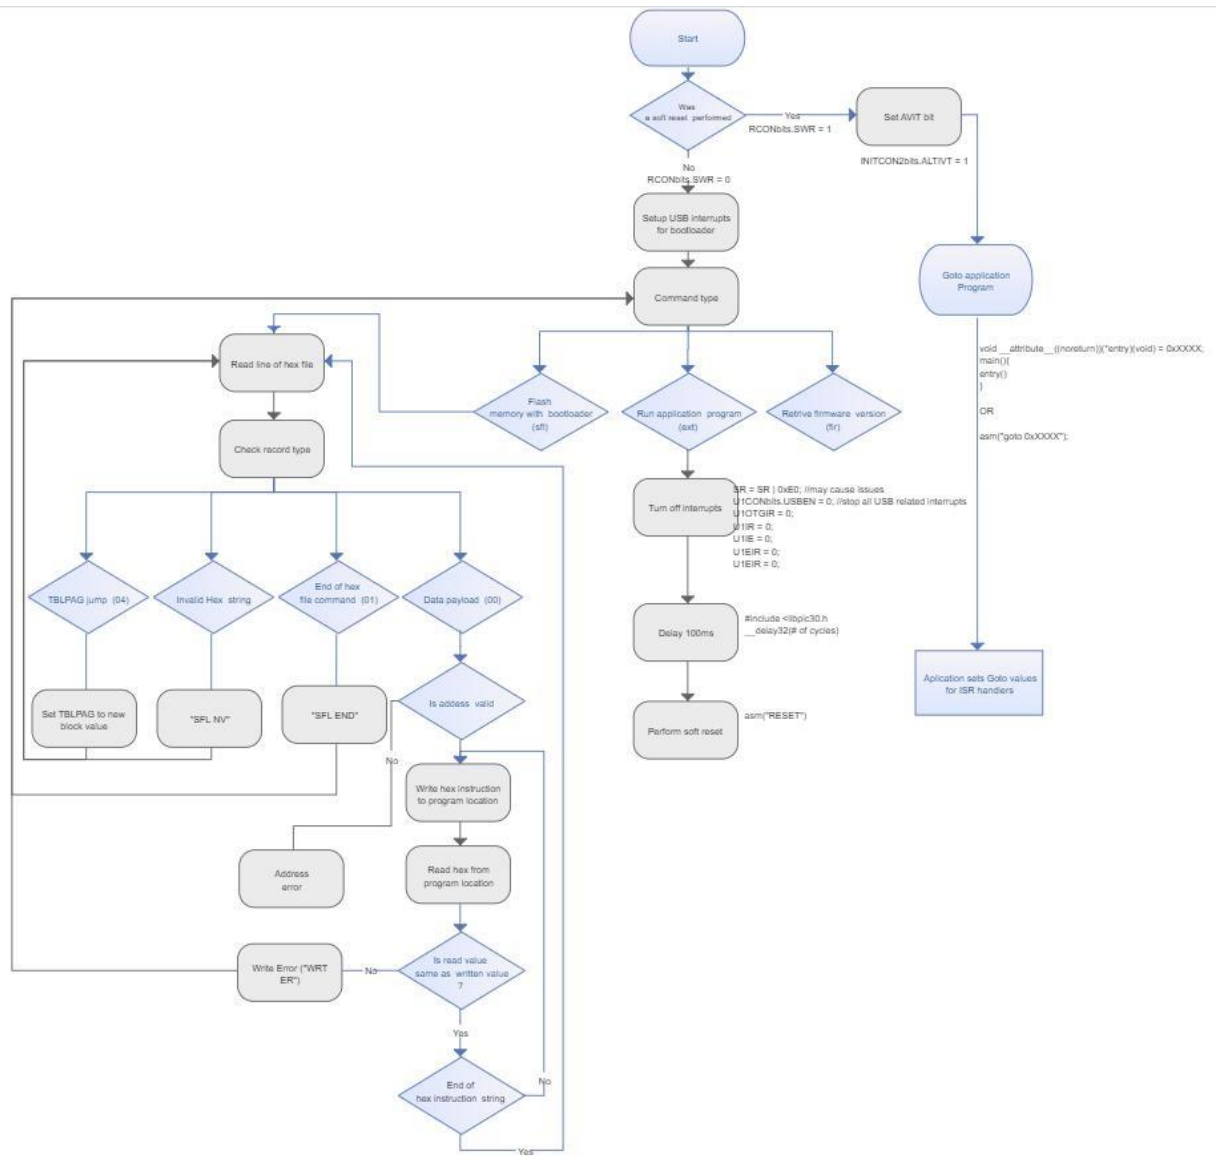 Start
Was
a soft reset performed
Yes
RCONbits.SWR = 1
Set AVIT bit
INITCON2bits.ALTIVT = 1
No
RCONbits.SWR = 0
Setup USB interrupts
for bootloader
Goto application
Program
Command type
void __attribute__((noreturn))(*entry)(void) = 0xXXXX;
main(){
entry()
}
OR
asm("goto 0xXXXX");
Read line of hex file
Flash
memory with bootloader
(sfl)
Run application program
(ext)
Retrive firmware version
(fir)
Check record type
Turn off interrupts
SR = SR | 0xE0; //may cause issues
U1CONbits.USBEN = 0; //stop all USB related interrupts
U1OTGIR = 0;
U1IR = 0;
U1IE = 0;
U1EIR = 0;
U1EIR = 0;
TBLPAG jump (04)
Invalid Hex string
End of hex
file command (01)
Data payload (00)
Delay 100ms
#include <libpic30.h
__delay32(# of cycles)
Set TBLPAG to new
block value
"SFL NV"
"SFL END"
Is addess valid
Aplication sets Goto values
for ISR handlers
Perform soft reset
asm("RESET")
No
Write hex instruction
to program location
Address
error
Read hex from
program location
Write Error ("WRT
ER")
No
Is read value
same as written value
?
Yes
End of
hex instruction string
No
Yes